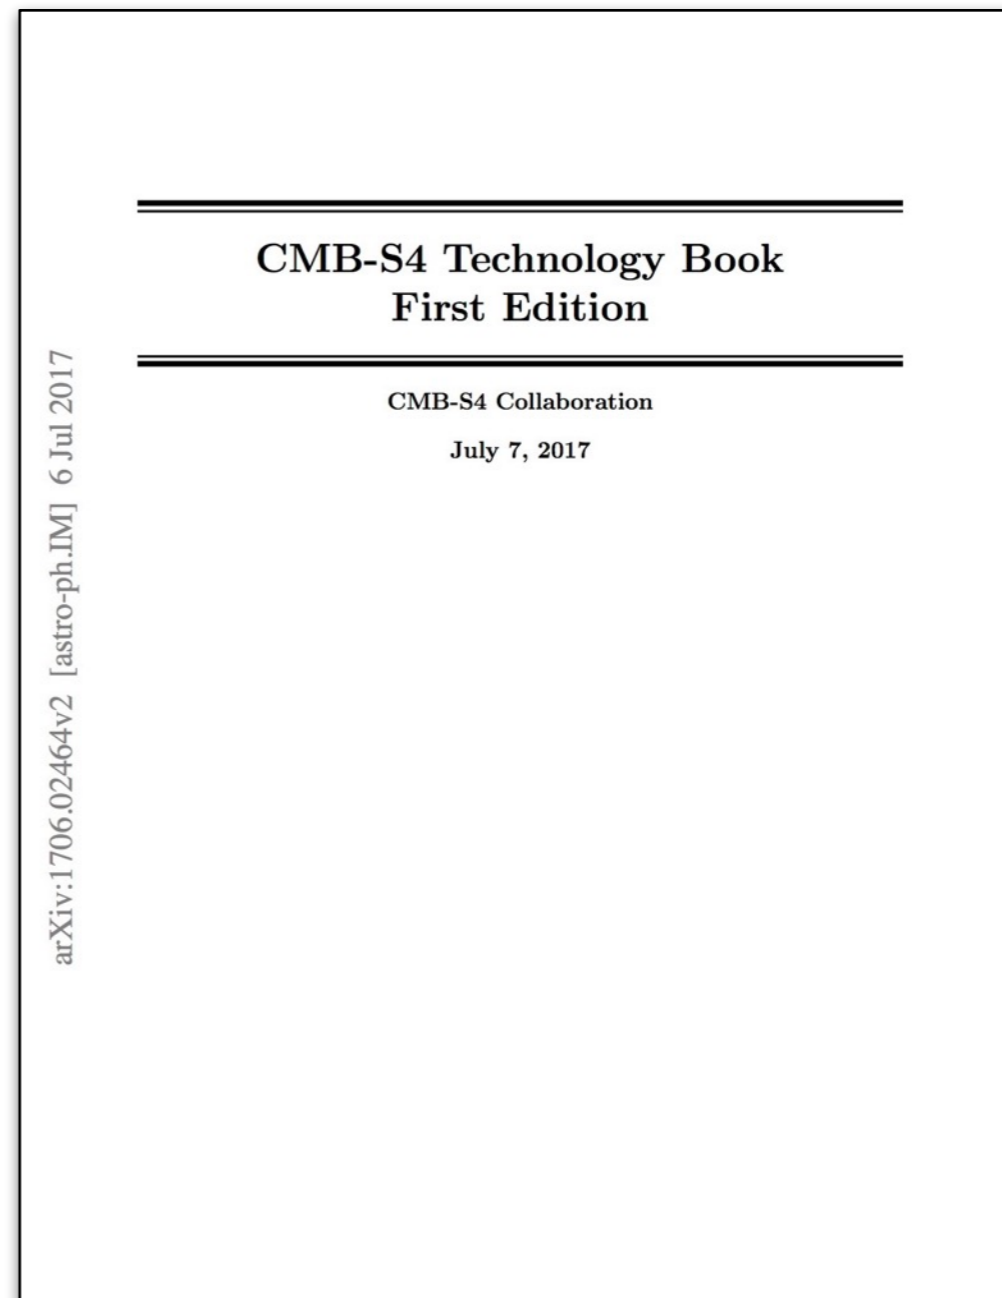 CMB-S4 Technology Book
First Edition
CMB-S4 Collaboration
July 7, 2017
arXiv:1706.02464v2 [astro-ph.IM] 6 Jul 2017